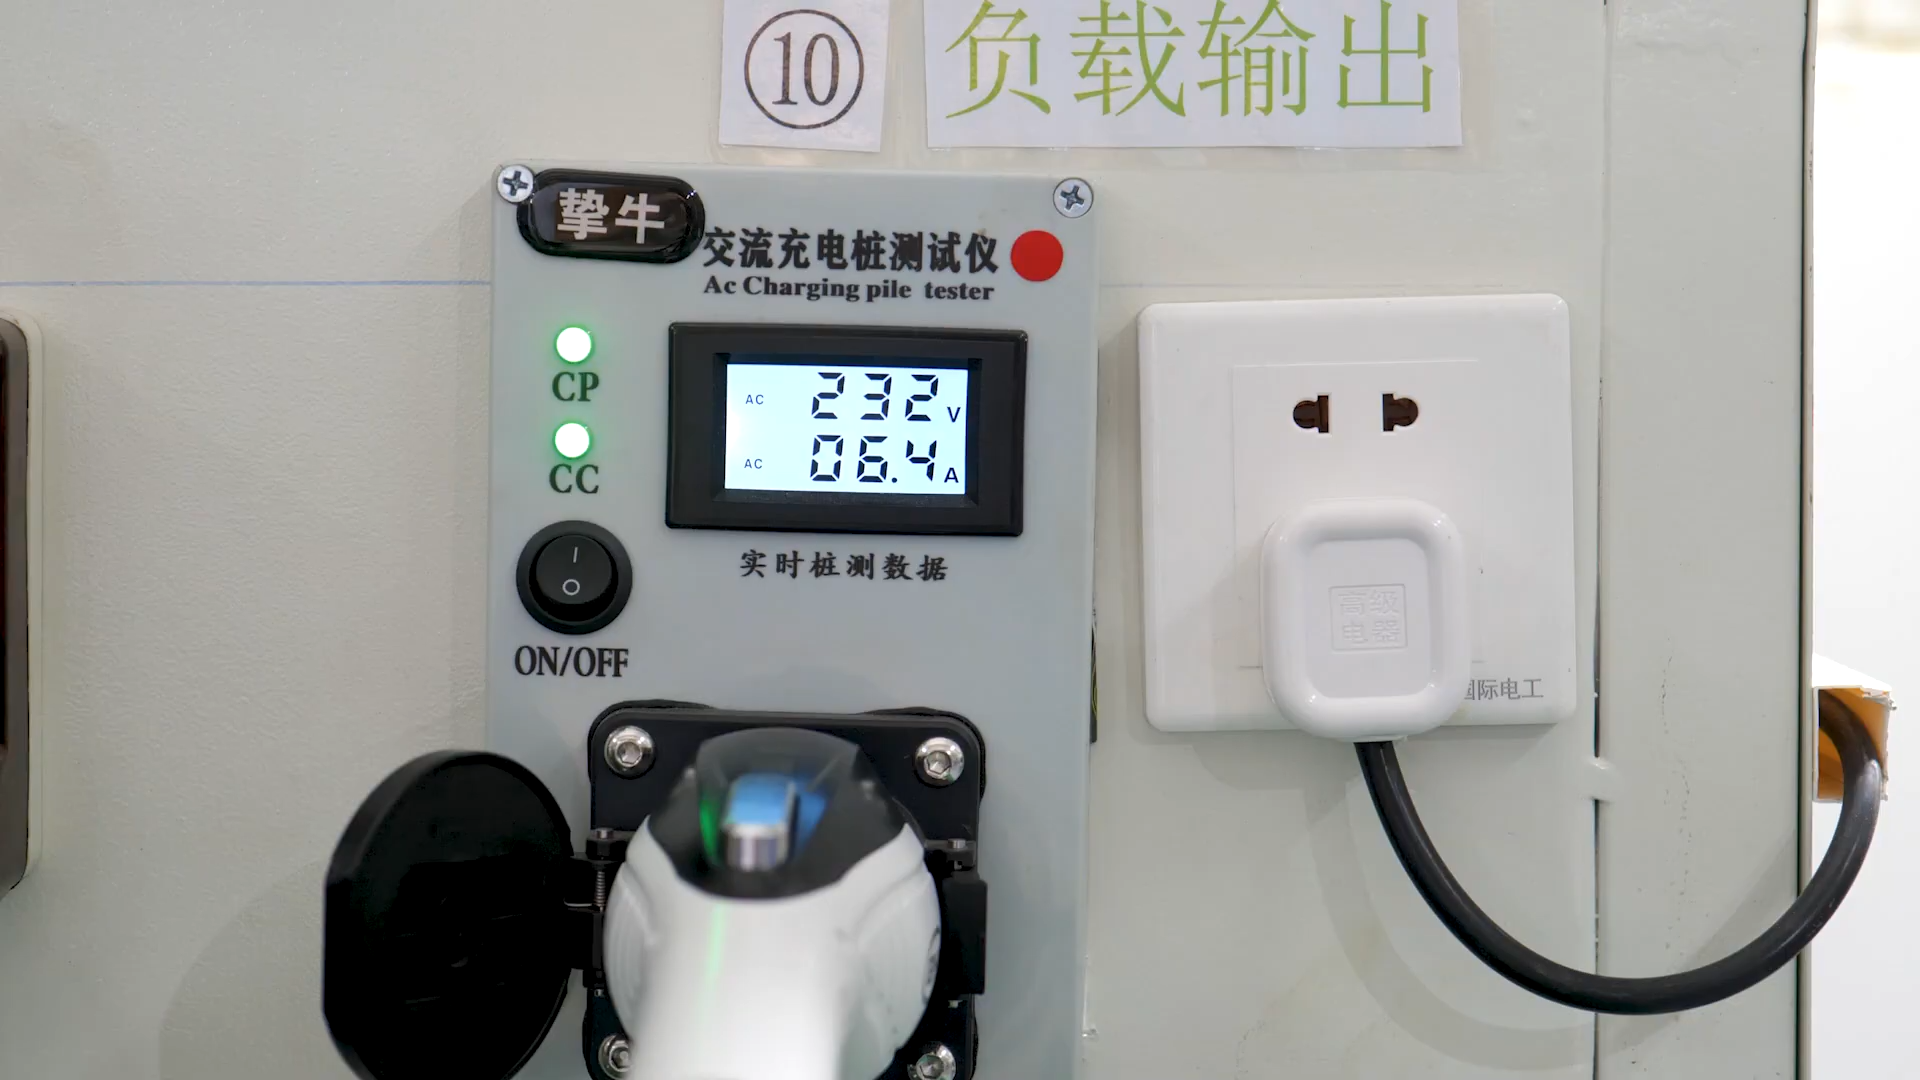 ⑩
负载输出
挚牛
交流充电桩测试仪
Ac Charging pile tester
CP
AC 232 V
AC 06.4 A
CC
实时桩测数据
ON/OFF
高级
电器
国际电工